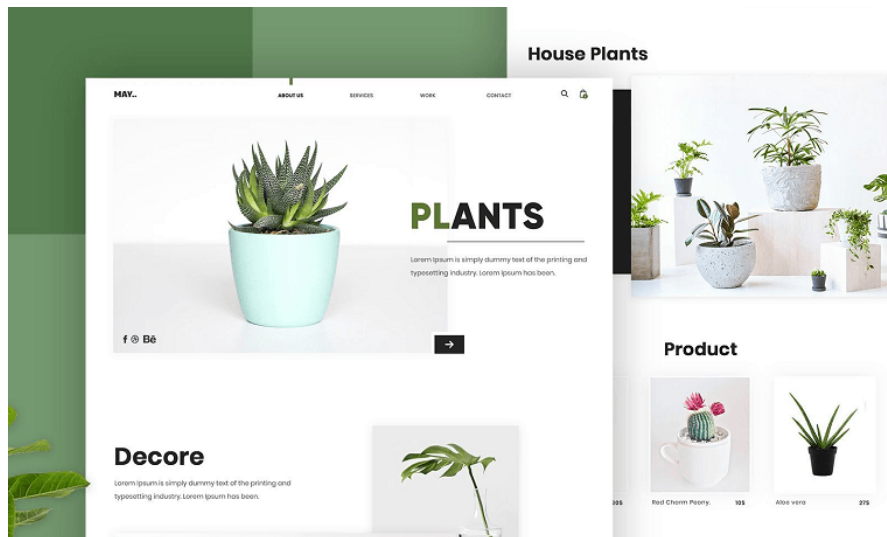 House Plants
MAY..
ABOUT US
SERVICES
WORK
CONTACT
PLANTS
Lorem Ipsum is simply dummy text of the printing and
typesetting industry. Lorem Ipsum has been.
f Bē
Decore
Lorem Ipsum is simply dummy text of the printing and
typesetting industry. Lorem Ipsum has been.
Product
Red Charm Peony. 10$
Aloe vera 27$